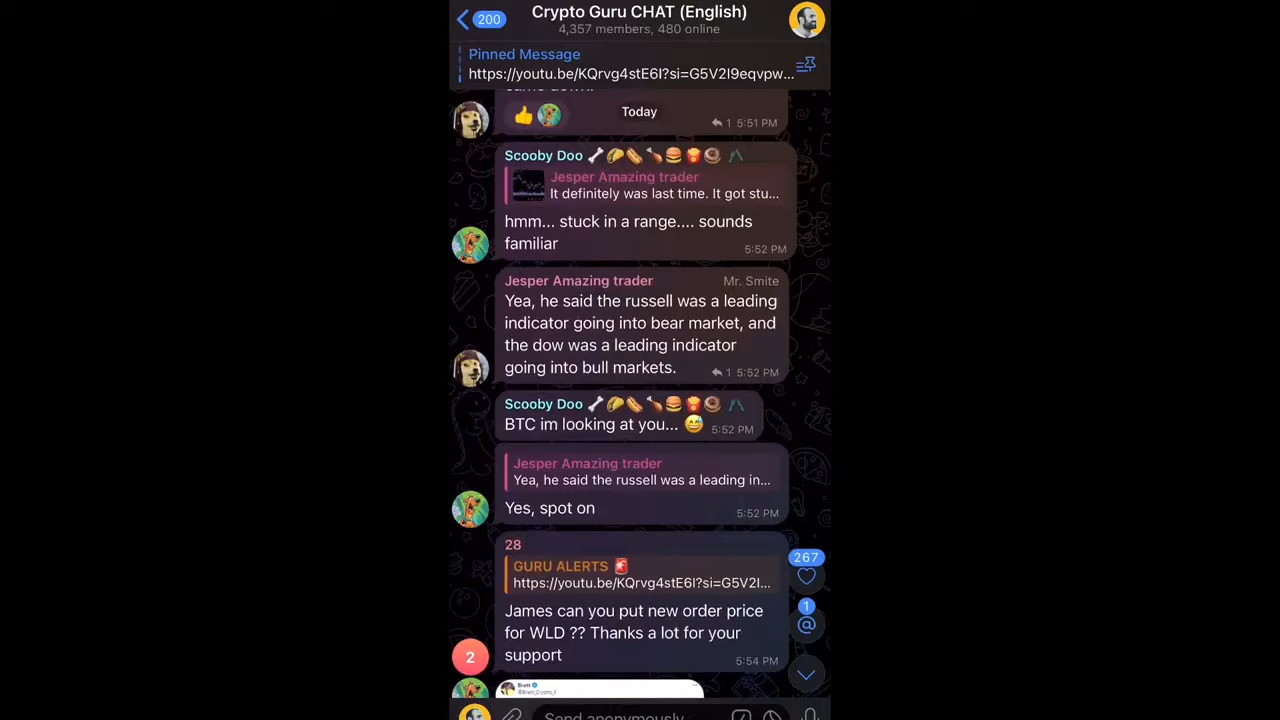 200
Crypto Guru CHAT (English)
4,357 members, 480 online
Pinned Message
https://youtu.be/KQrvg4stE6I?si=G5V2I9eqvpw...
Today
1 5:51 PM
Scooby Doo
Jesper Amazing trader
It definitely was last time. It got stu...
hmm... stuck in a range.... sounds
familiar
5:52 PM
Jesper Amazing trader Mr. Smite
Yea, he said the russell was a leading
indicator going into bear market, and
the dow was a leading indicator
going into bull markets.
1 5:52 PM
Scooby Doo
BTC im looking at you... 😅
5:52 PM
Jesper Amazing trader
Yea, he said the russell was a leading in...
Yes, spot on
5:52 PM
28
GURU ALERTS 🚨
https://youtu.be/KQrvg4stE6I?si=G5V2I...
267
1
James can you put new order price
for WLD ?? Thanks a lot for your
support
5:54 PM
2
Brett
@Brett_Crypto_X
Send anonymously